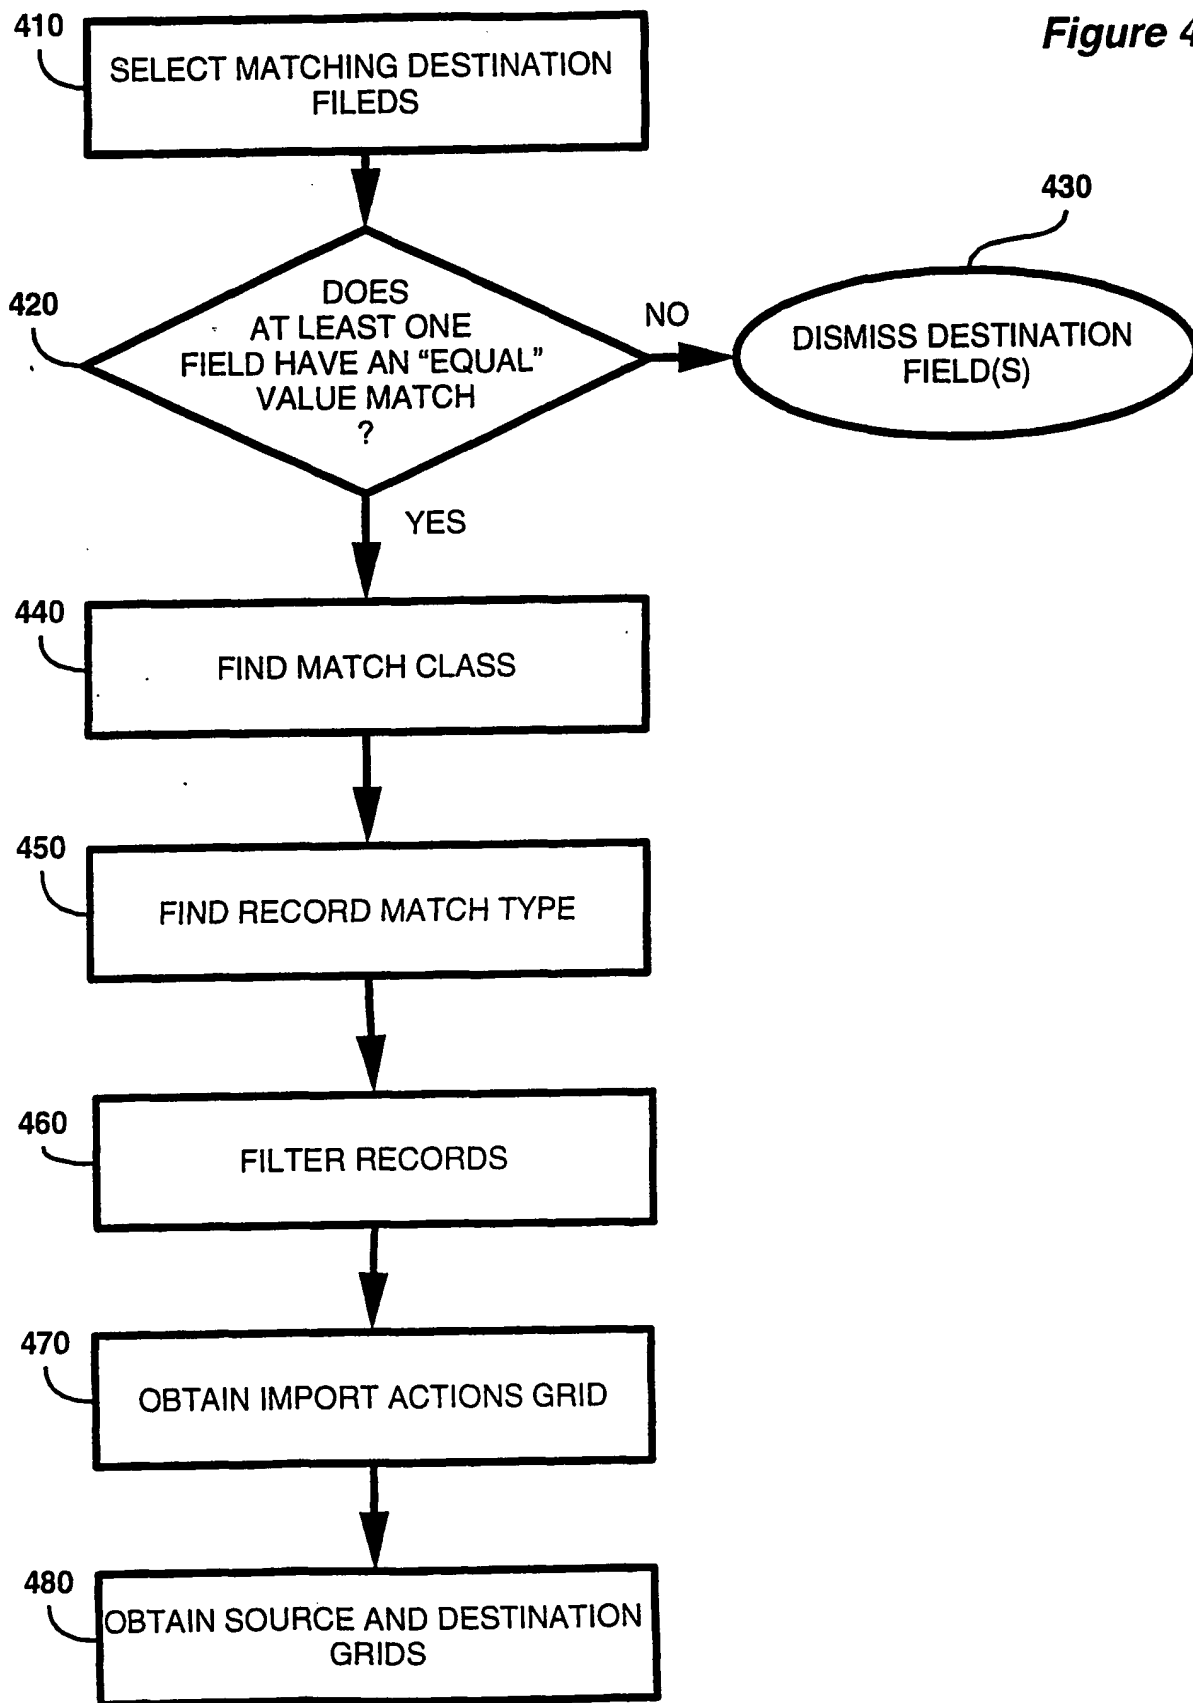 Figure 4
410
SELECT MATCHING DESTINATION
FILEDS
420
DOES
AT LEAST ONE
FIELD HAVE AN “EQUAL”
VALUE MATCH
?
NO
430
DISMISS DESTINATION
FIELD(S)
YES
440
FIND MATCH CLASS
450
FIND RECORD MATCH TYPE
460
FILTER RECORDS
470
OBTAIN IMPORT ACTIONS GRID
480
OBTAIN SOURCE AND DESTINATION
GRIDS